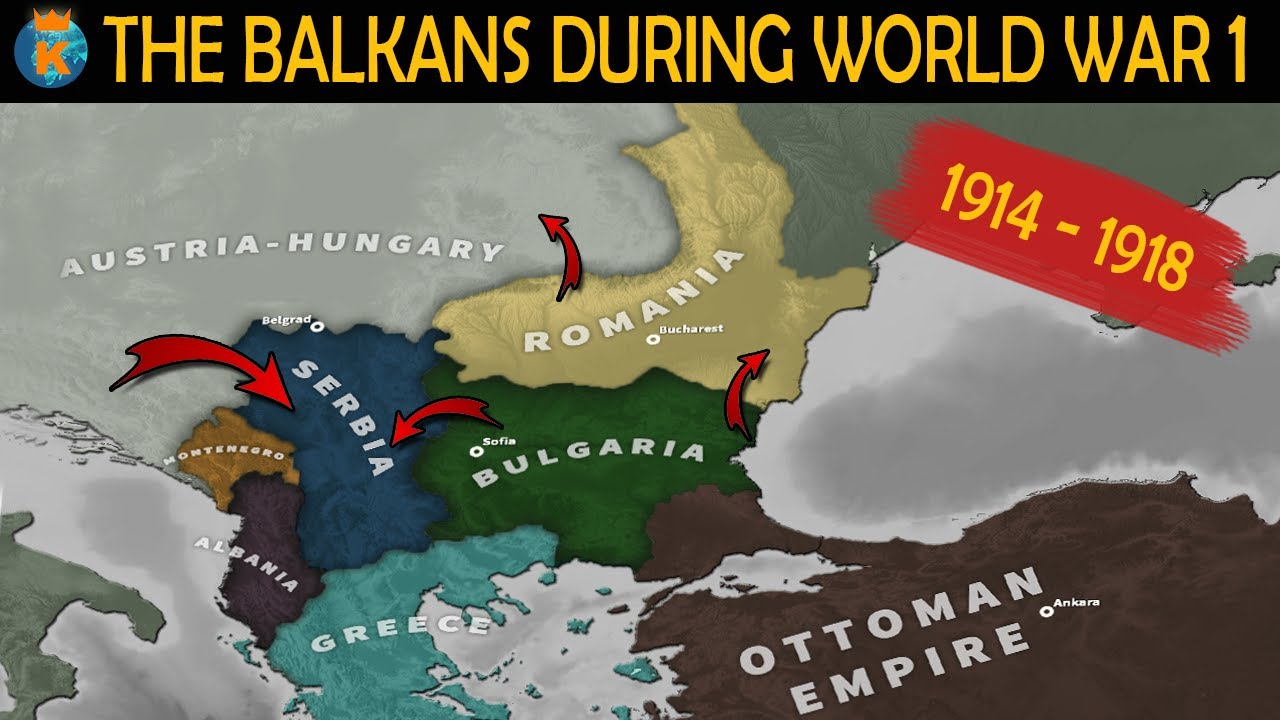 K
THE BALKANS DURING WORLD WAR 1
1914 - 1918
AUSTRIA-HUNGARY
ROMANIA
Bucharest
Belgrad
SERBIA
MONTENEGRO
Sofia
BULGARIA
ALBANIA
GREECE
OTTOMAN
EMPIRE
Ankara